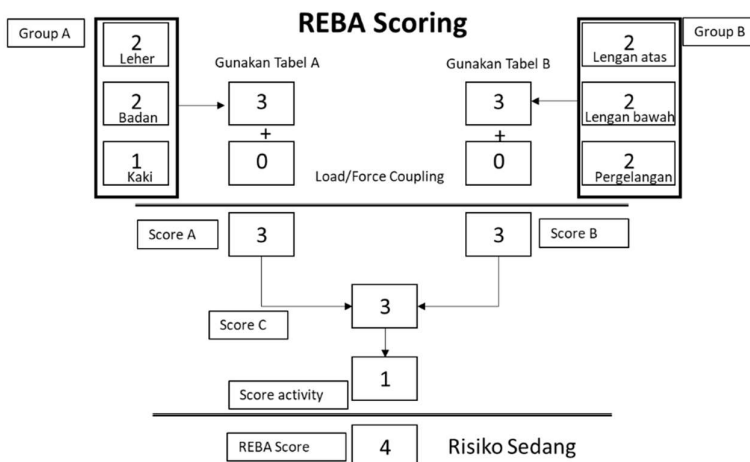 REBA Scoring
Group A
Group B
2
Leher
2
Badan
1
Kaki
Gunakan Tabel A
3
+
0
Gunakan Tabel B
3
+
0
Load/Force Coupling
2
Lengan atas
2
Lengan bawah
2
Pergelangan
Score A
3
3
Score B
3
Score C
1
Score activity
REBA Score
4
Risiko Sedang